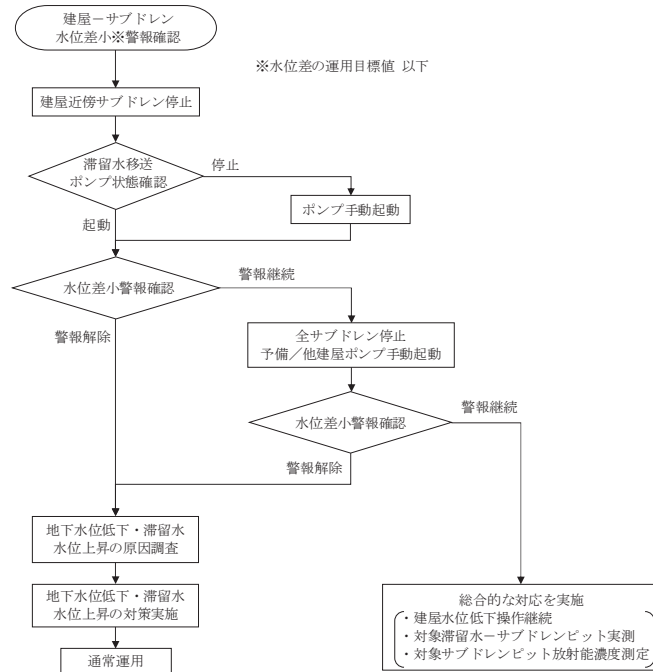 建屋－サブドレン
水位差小※警報確認
※水位差の運用目標値 以下
建屋近傍サブドレン停止
滞留水移送
ポンプ状態確認
停止
ポンプ手動起動
起動
水位差小警報確認
警報継続
警報解除
全サブドレン停止
予備／他建屋ポンプ手動起動
水位差小警報確認
警報継続
警報解除
地下水位低下・滞留水
水位上昇の原因調査
地下水位低下・滞留水
水位上昇の対策実施
通常運用
総合的な対応を実施
・建屋水位低下操作継続
・対象滞留水－サブドレンピット実測
・対象サブドレンピット放射能濃度測定